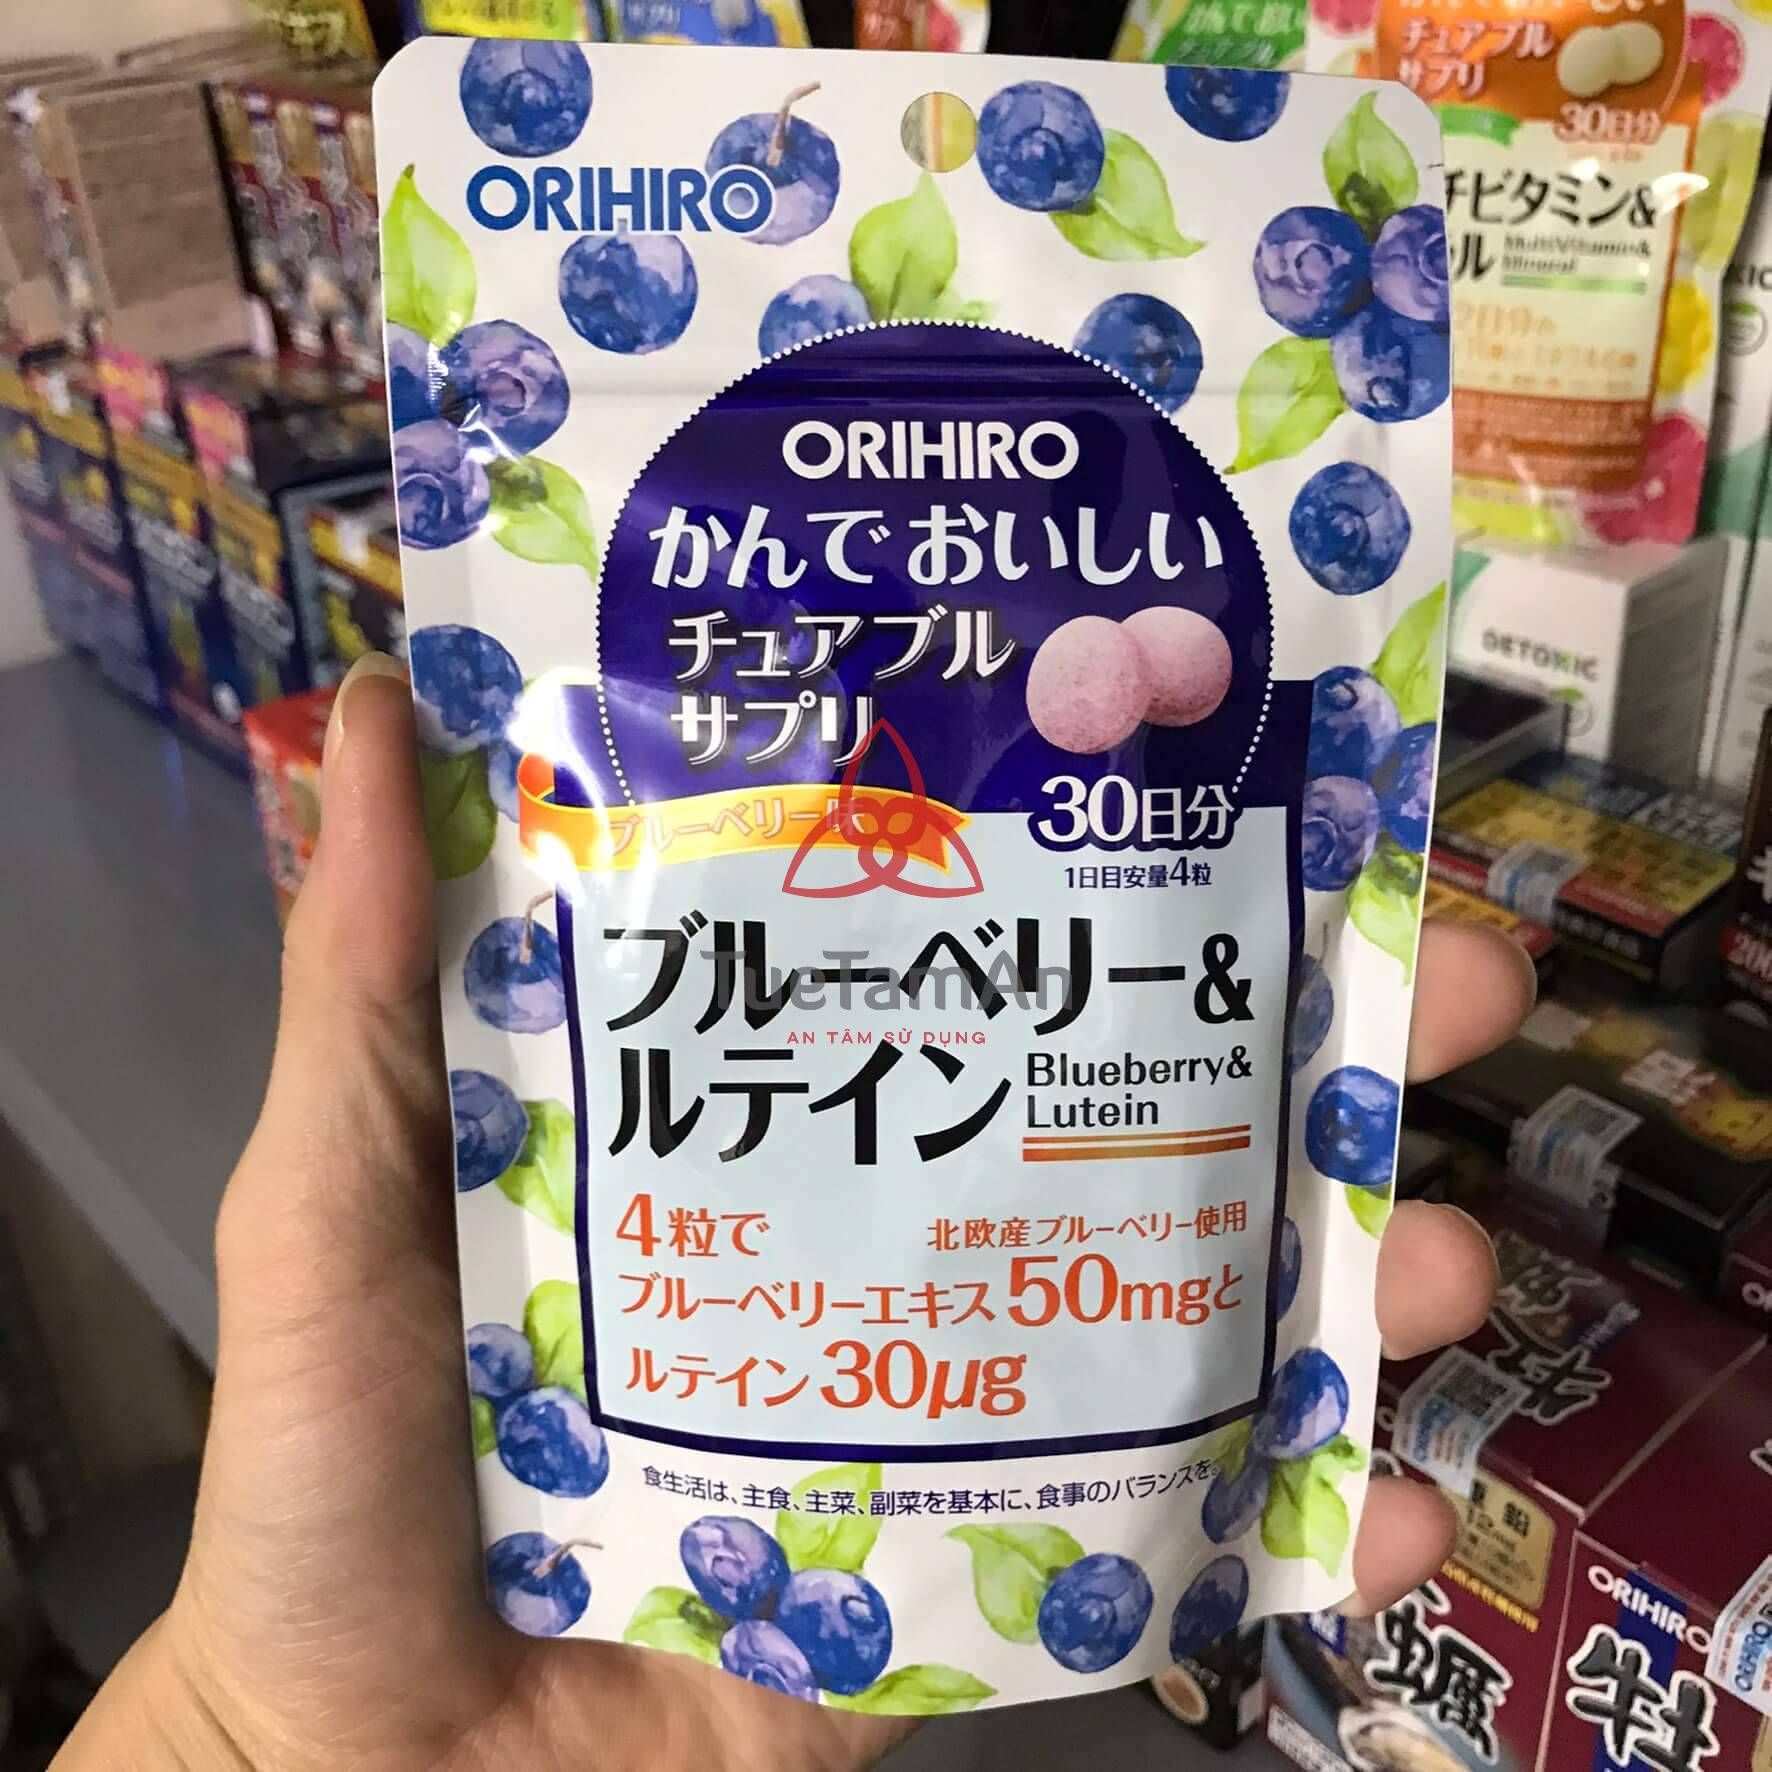 ORIHIRO
ORIHIRO
かんでおいしい
チュアブル
サプリ
ブルーベリー味
30日分
1日目安量4粒
ブルーベリー&
ルテイン
Blueberry&
Lutein
TueTamAn
AN TÂM SỬ DỤNG
4粒で
北欧産ブルーベリー使用
ブルーベリーエキス50mgと
ルテイン30μg
食生活は、主食、主菜、副菜を基本に、食事のバランスを。
チュアブル
サプリ
30日分
チビタミン&
ル
MultiVitamin&
Mineral
DETOXIC
ORIHIRO
牡